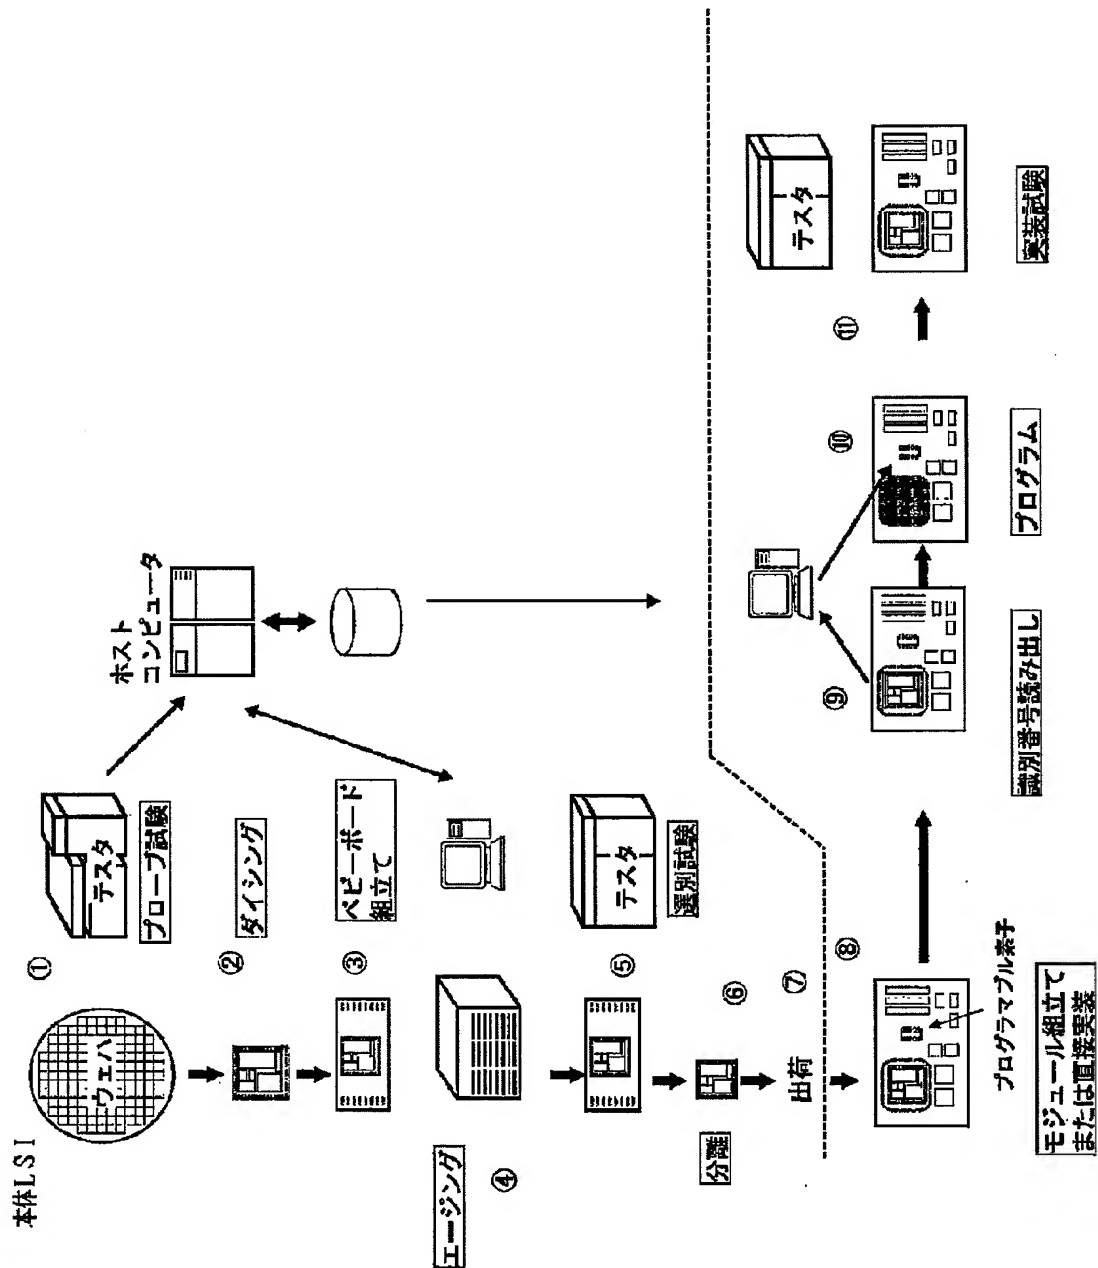 本体LSI
ウェハ
①
テスタ
プローブ試験
②
ダイシング
③
ベビーボード
組立て
ホスト
コンピュータ
エージング
④
⑤
テスタ
選別試験
分離
⑥
出荷
⑦
⑧
プログラマブル素子
モジュール組立て
または直接実装
⑨
識別番号読み出し
⑩
プログラム
⑪
テスタ
実装試験